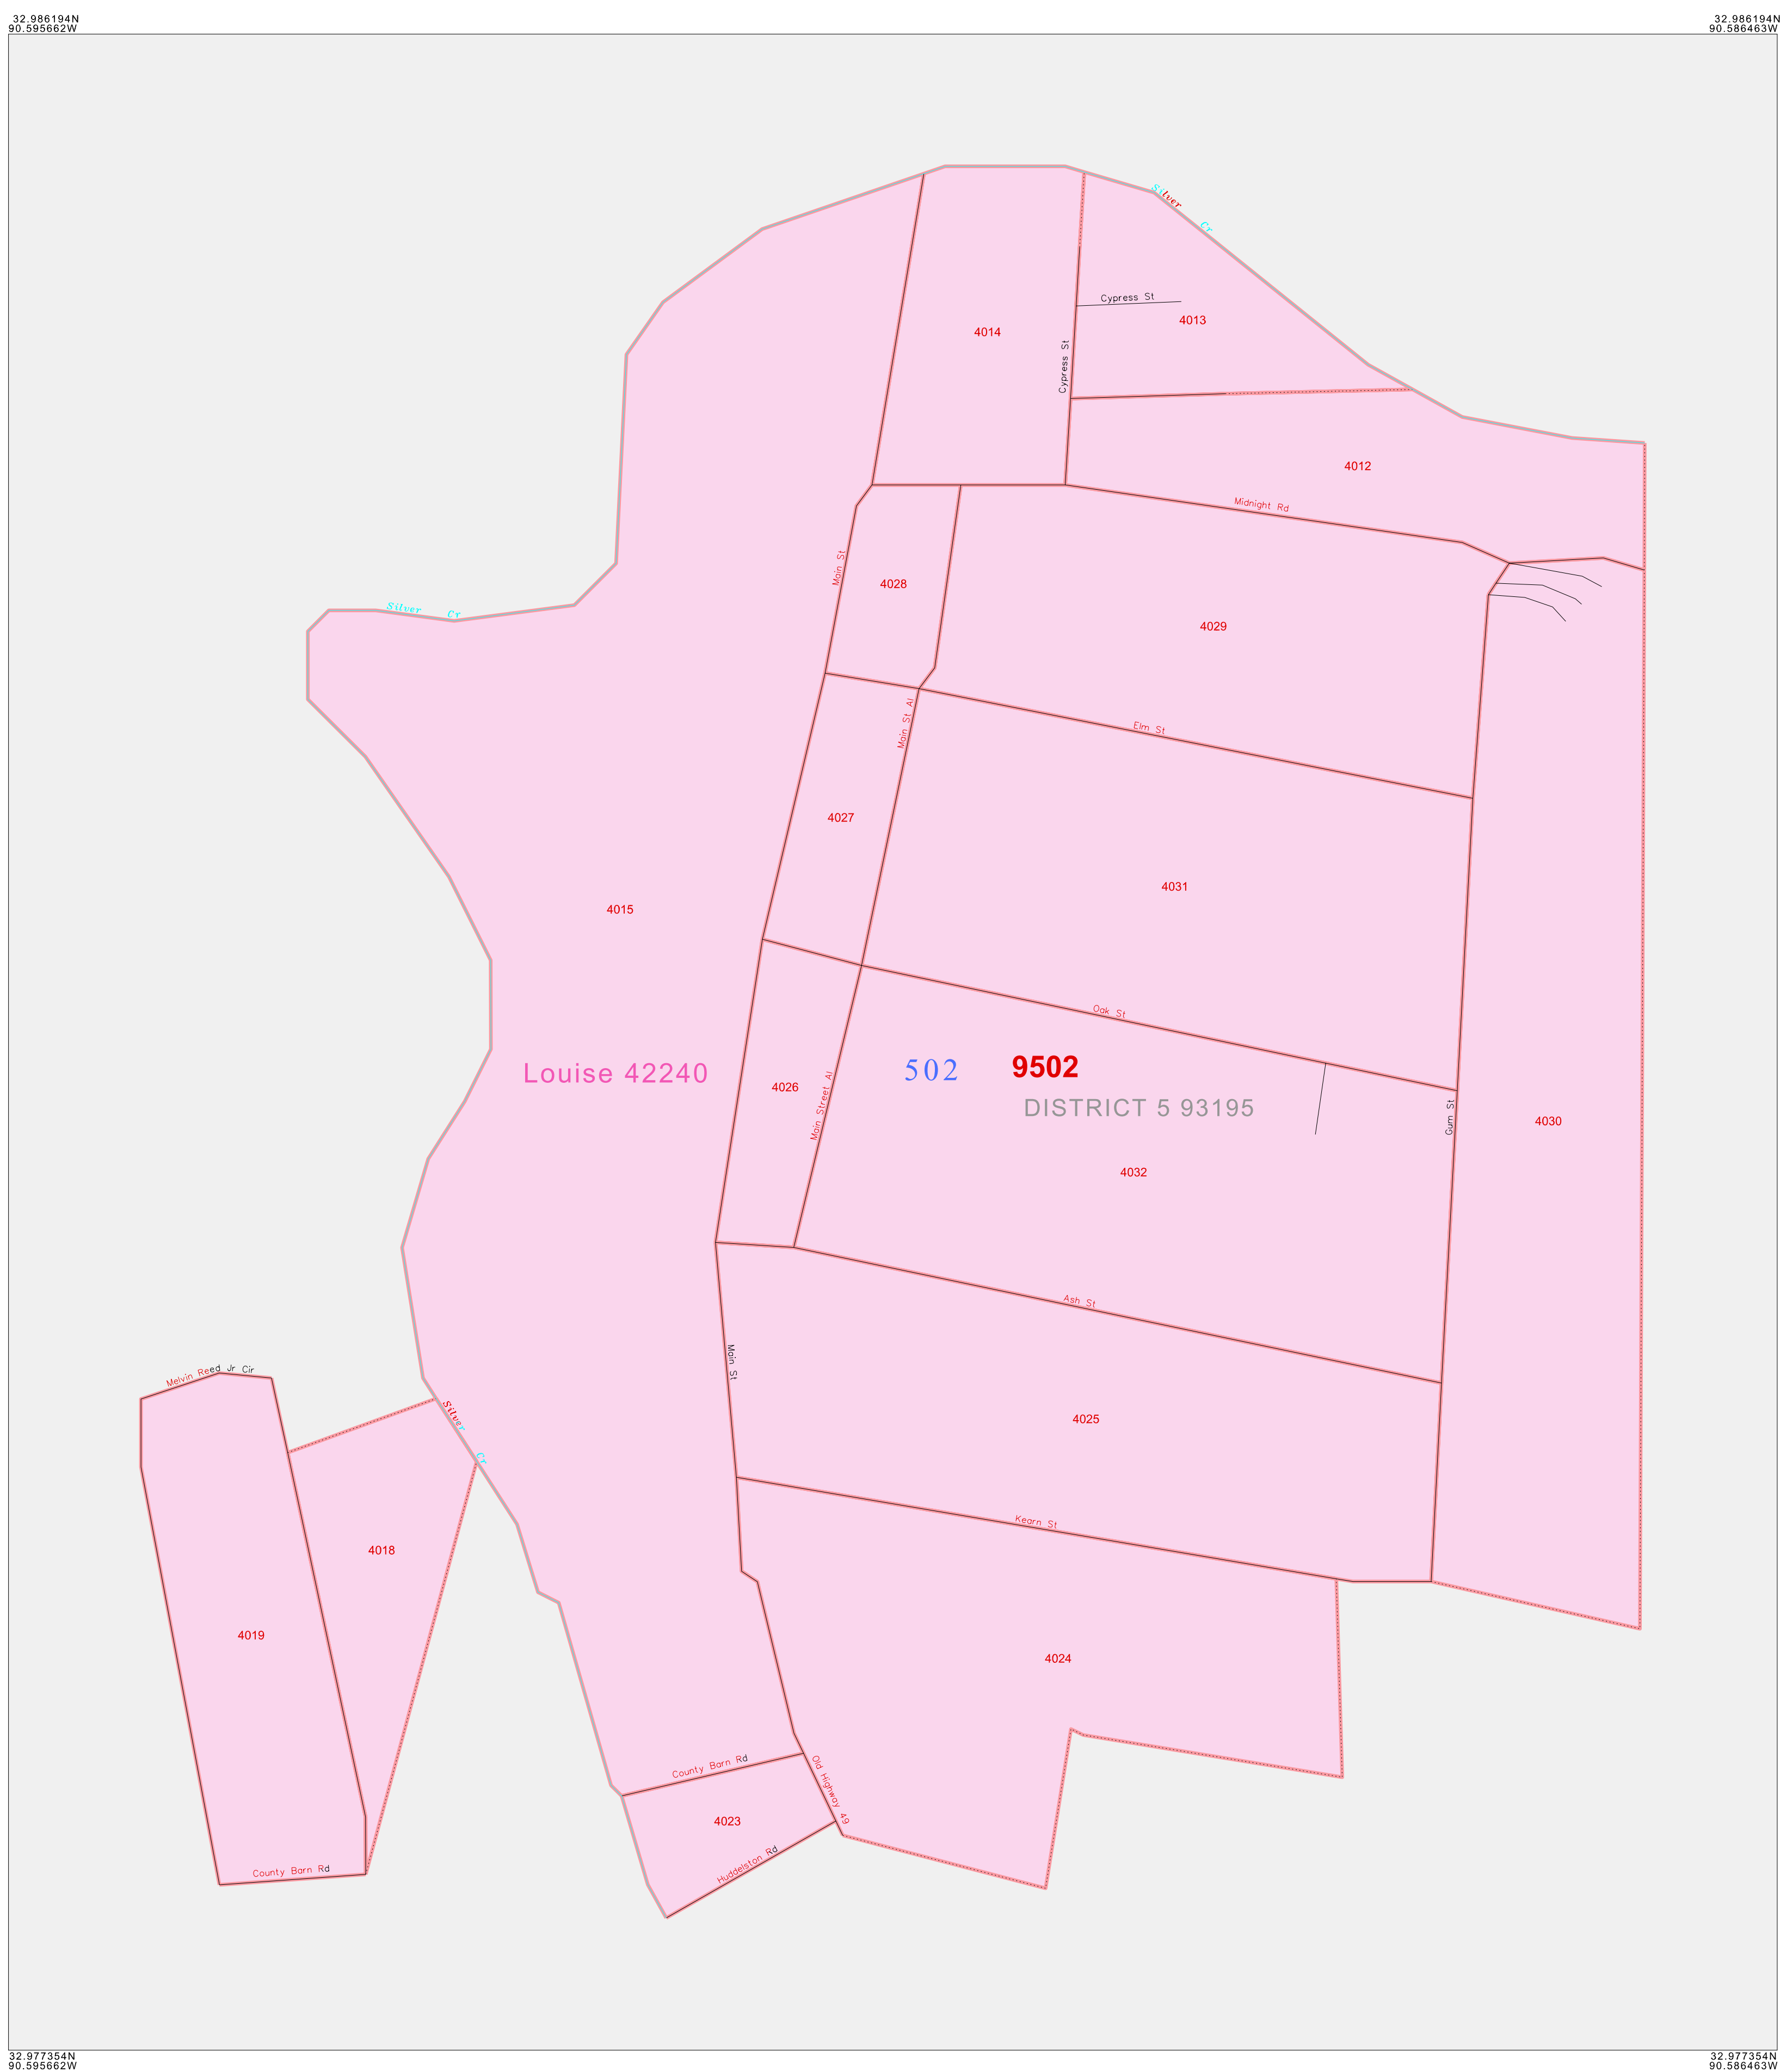 32.986194N
90.595662W
32.986194N
90.586463W
Silver
Cr
Cypress St
4013
4014
Cypress St
4012
Midnight Rd
Main St
4028
Silver Cr
4029
Main St Al
Elm St
4027
4031
4015
Oak St
Louise 42240
502
9502
DISTRICT 5 93195
4026
Main Street Al
Gum St
4030
4032
Ash St
Main St
Melvin Reed Jr Cir
Silver
Cr
4025
Kearn St
4018
4019
4024
County Barn Rd
Old Highway 49
4023
Huddelston Rd
County Barn Rd
32.977354N
90.595662W
32.977354N
90.586463W